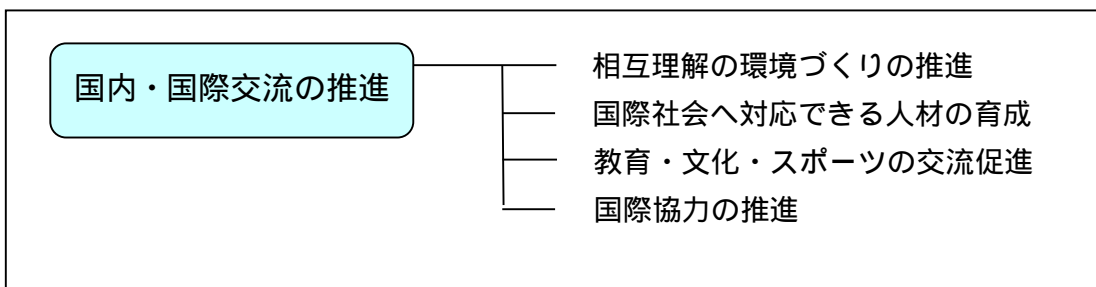 国内・国際交流の推進
相互理解の環境づくりの推進
国際社会へ対応できる人材の育成
教育・文化・スポーツの交流促進
国際協力の推進